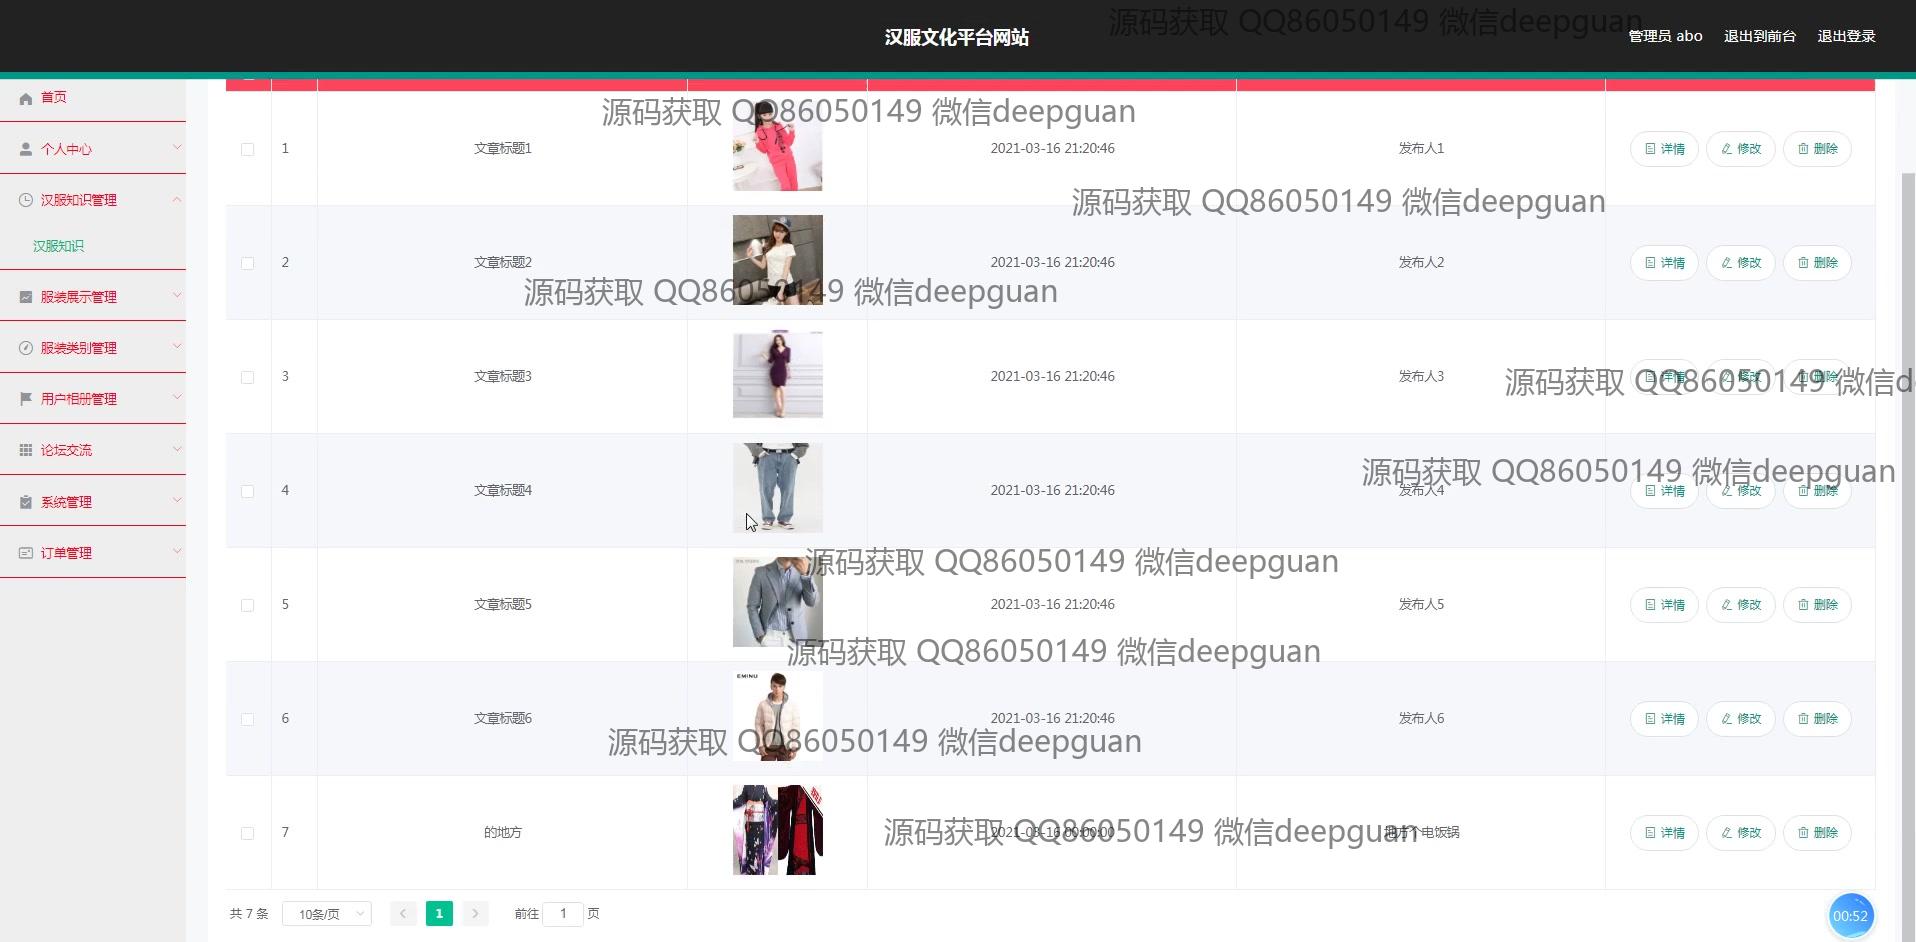 源码获取 QQ86050149 微信deepguan
汉服文化平台网站
管理员 abo 退出到前台 退出登录
首页
个人中心
汉服知识管理
汉服知识
服装展示管理
服装类别管理
用户相册管理
论坛交流
系统管理
订单管理
源码获取 QQ86050149 微信deepguan
1 文章标题1 2021-03-16 21:20:46 发布人1 详情 修改 删除
源码获取 QQ86050149 微信deepguan
2 文章标题2 2021-03-16 21:20:46 发布人2 详情 修改 删除
源码获取 QQ86050149 微信deepguan
3 文章标题3 2021-03-16 21:20:46 发布人3 详情 修改 删除
源码获取 QQ86050149 微信d
源码获取 QQ86050149 微信deepguan
4 文章标题4 2021-03-16 21:20:46 发布人4 详情 修改 删除
源码获取 QQ86050149 微信deepguan
5 文章标题5 2021-03-16 21:20:46 发布人5 详情 修改 删除
源码获取 QQ86050149 微信deepguan
EMINU
6 文章标题6 2021-03-16 21:20:46 发布人6 详情 修改 删除
源码获取 QQ86050149 微信deepguan
7 的地方 2021-03-16 00:00:00 地方个电饭锅 详情 修改 删除
源码获取 QQ86050149 微信deepguan
共 7 条 10条/页 1 前往 1 页
00:52